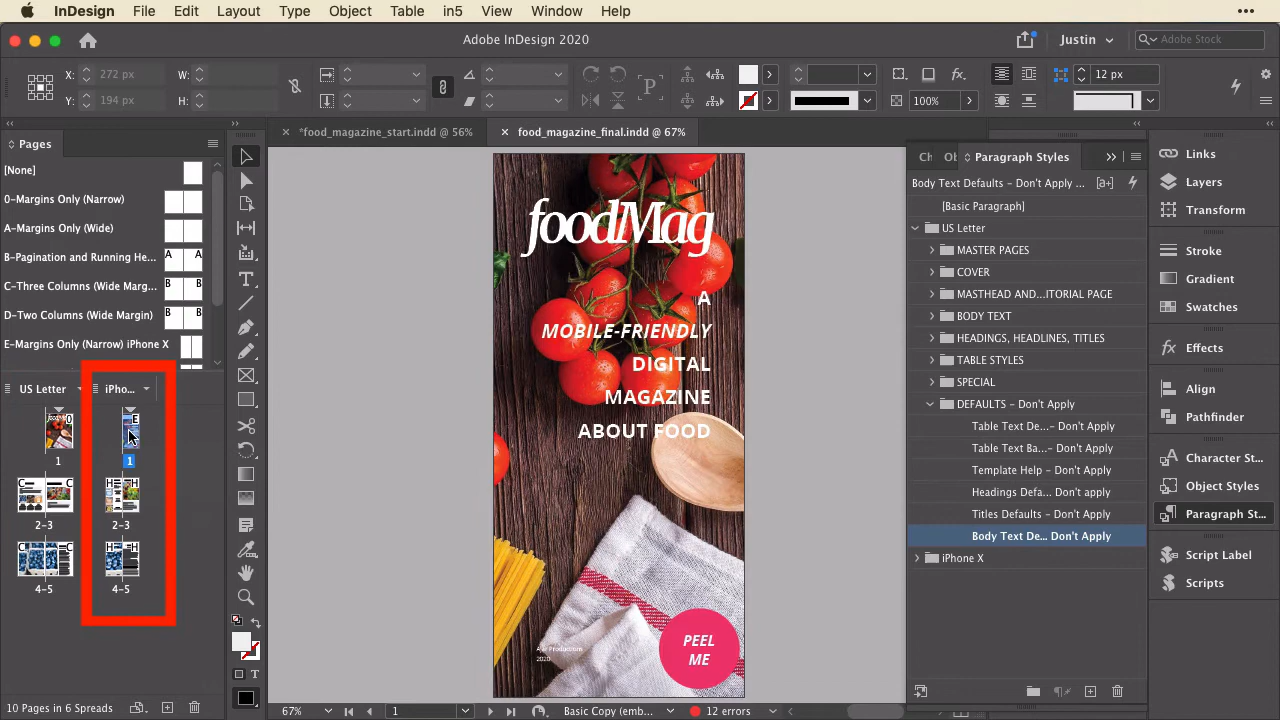 InDesign File Edit Layout Type Object Table in5 View Window Help
Adobe InDesign 2020
Justin
Adobe Stock
X: 272 px
W:
12 px
Y: 194 px
H:
100%
fx.
P
Pages
*food_magazine_start.indd @ 56%
food_magazine_final.indd @ 67%
[None]
0-Margins Only (Narrow)
A-Margins Only (Wide)
B-Pagination and Running He...
A A
C-Three Columns (Wide Marg...
B B
D-Two Columns (Wide Margin)
B B
E-Margins Only (Narrow) iPhone X
US Letter
iPho...
E
1
1
C C
H H
2-3
2-3
H H
4-5
4-5
10 Pages in 6 Spreads
foodMag
A
MOBILE-FRIENDLY
DIGITAL
MAGAZINE
ABOUT FOOD
PEEL
ME
2020
67%
1
Basic Copy (emb...
12 errors
Paragraph Styles
Body Text Defaults - Don't Apply ...
[a+]
[Basic Paragraph]
US Letter
MASTER PAGES
COVER
MASTHEAD AND...ITORIAL PAGE
BODY TEXT
HEADINGS, HEADLINES, TITLES
TABLE STYLES
SPECIAL
DEFAULTS - Don't Apply
Table Text De...- Don't Apply
Table Text Ba...- Don't Apply
Template Help - Don't Apply
Headings Defa... Don't apply
Titles Defaults - Don't Apply
Body Text De... Don't Apply
iPhone X
Links
Layers
Transport
Stroke
Gradient
Swatches
Effects
Align
Pathfinder
Character St...
Object Styles
Paragraph St...
Script Label
Scripts